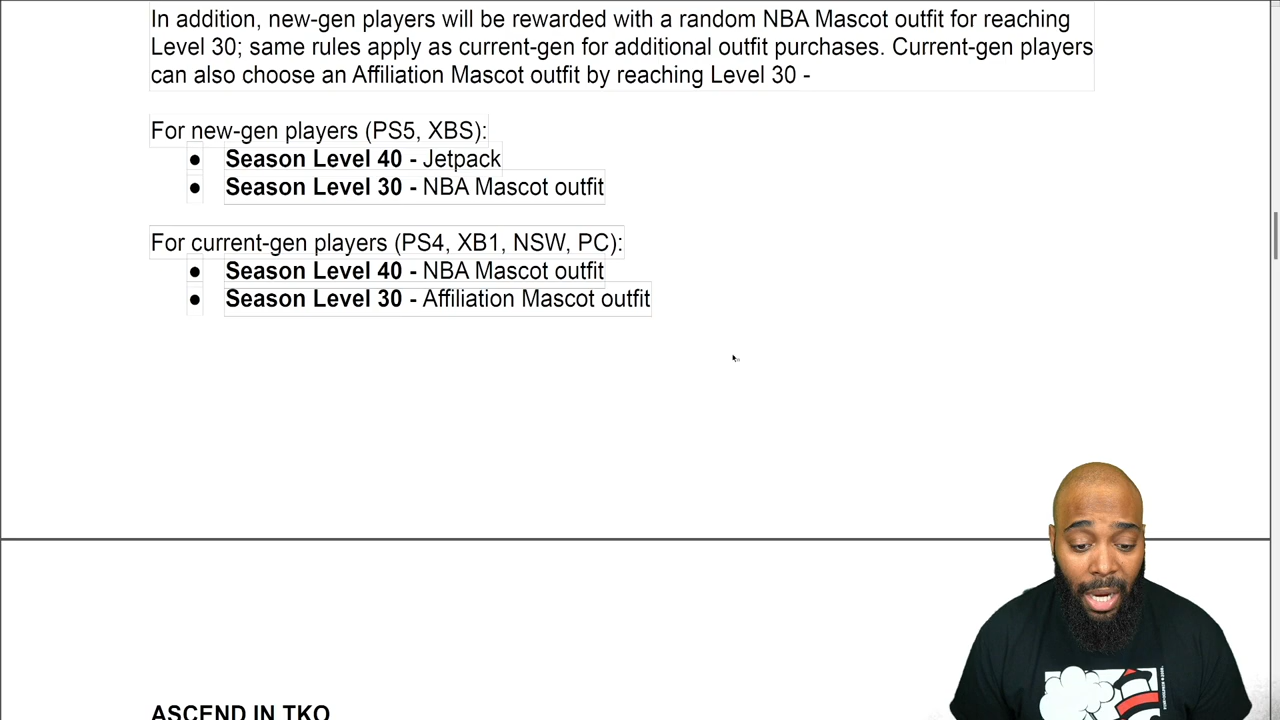 In addition, new-gen players will be rewarded with a random NBA Mascot outfit for reaching
Level 30; same rules apply as current-gen for additional outfit purchases. Current-gen players
can also choose an Affiliation Mascot outfit by reaching Level 30 -
For new-gen players (PS5, XBS):
● Season Level 40 - Jetpack
● Season Level 30 - NBA Mascot outfit
For current-gen players (PS4, XB1, NSW, PC):
● Season Level 40 - NBA Mascot outfit
● Season Level 30 - Affiliation Mascot outfit
ASCEND IN TKO